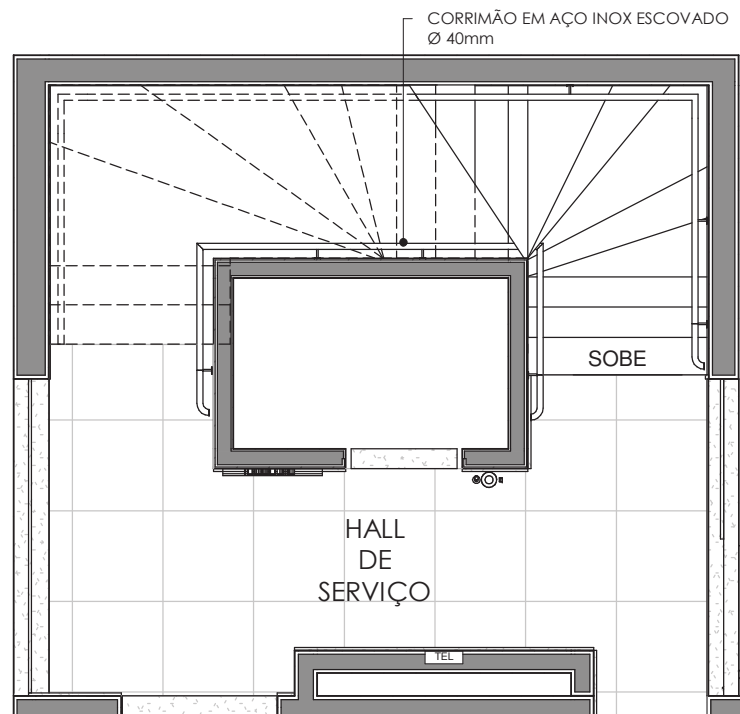 CORRIMÃO EM AÇO INOX ESCOVADO
Ø 40mm
SOBE
HALL
DE
SERVIÇO
TEL